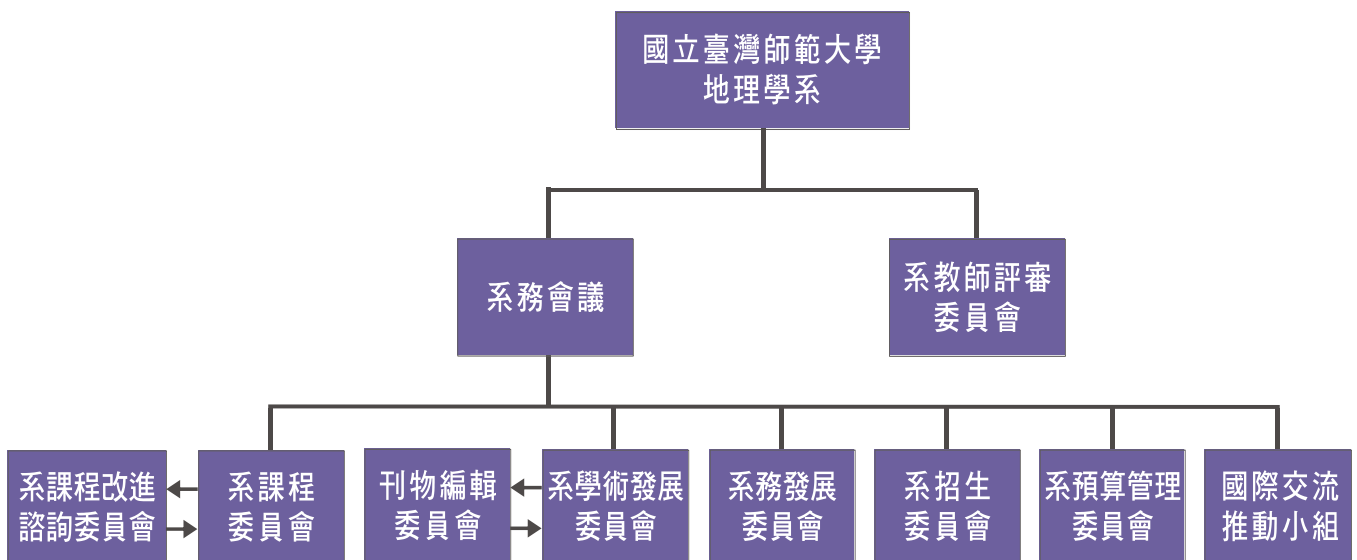 國立臺灣師範大學
地理學系
系務會議
系教師評審
委員會
系課程改進
諮詢委員會
系課程
委員會
刊物編輯
委員會
系學術發展
委員會
系務發展
委員會
系招生
委員會
系預算管理
委員會
國際交流
推動小組